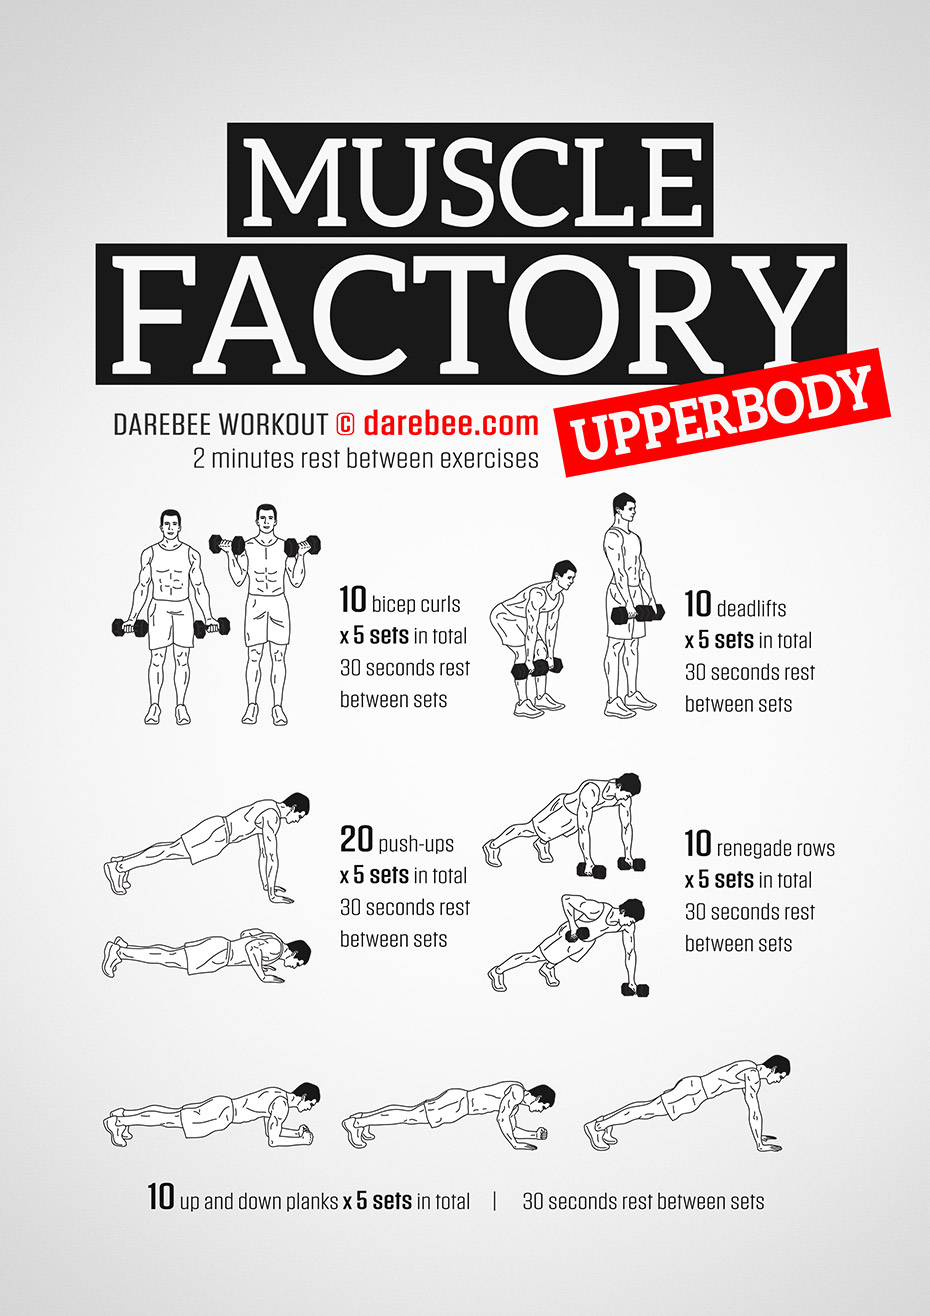 MUSCLE
FACTORY
UPPERBODY
DAREBEE WORKOUT © darebee.com
2 minutes rest between exercises
10 bicep curls
x 5 sets in total
30 seconds rest
between sets
10 deadlifts
x 5 sets in total
30 seconds rest
between sets
20 push-ups
x 5 sets in total
30 seconds rest
between sets
10 renegade rows
x 5 sets in total
30 seconds rest
between sets
10 up and down planks x 5 sets in total | 30 seconds rest between sets